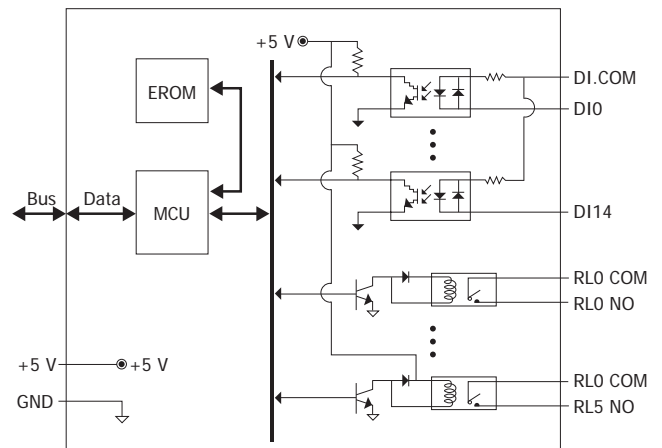 +5 V
EROM
DI.COM
DI0
Bus
Data
MCU
DI14
RL0 COM
RL0 NO
+5 V
+5 V
GND
RL0 COM
RL5 NO